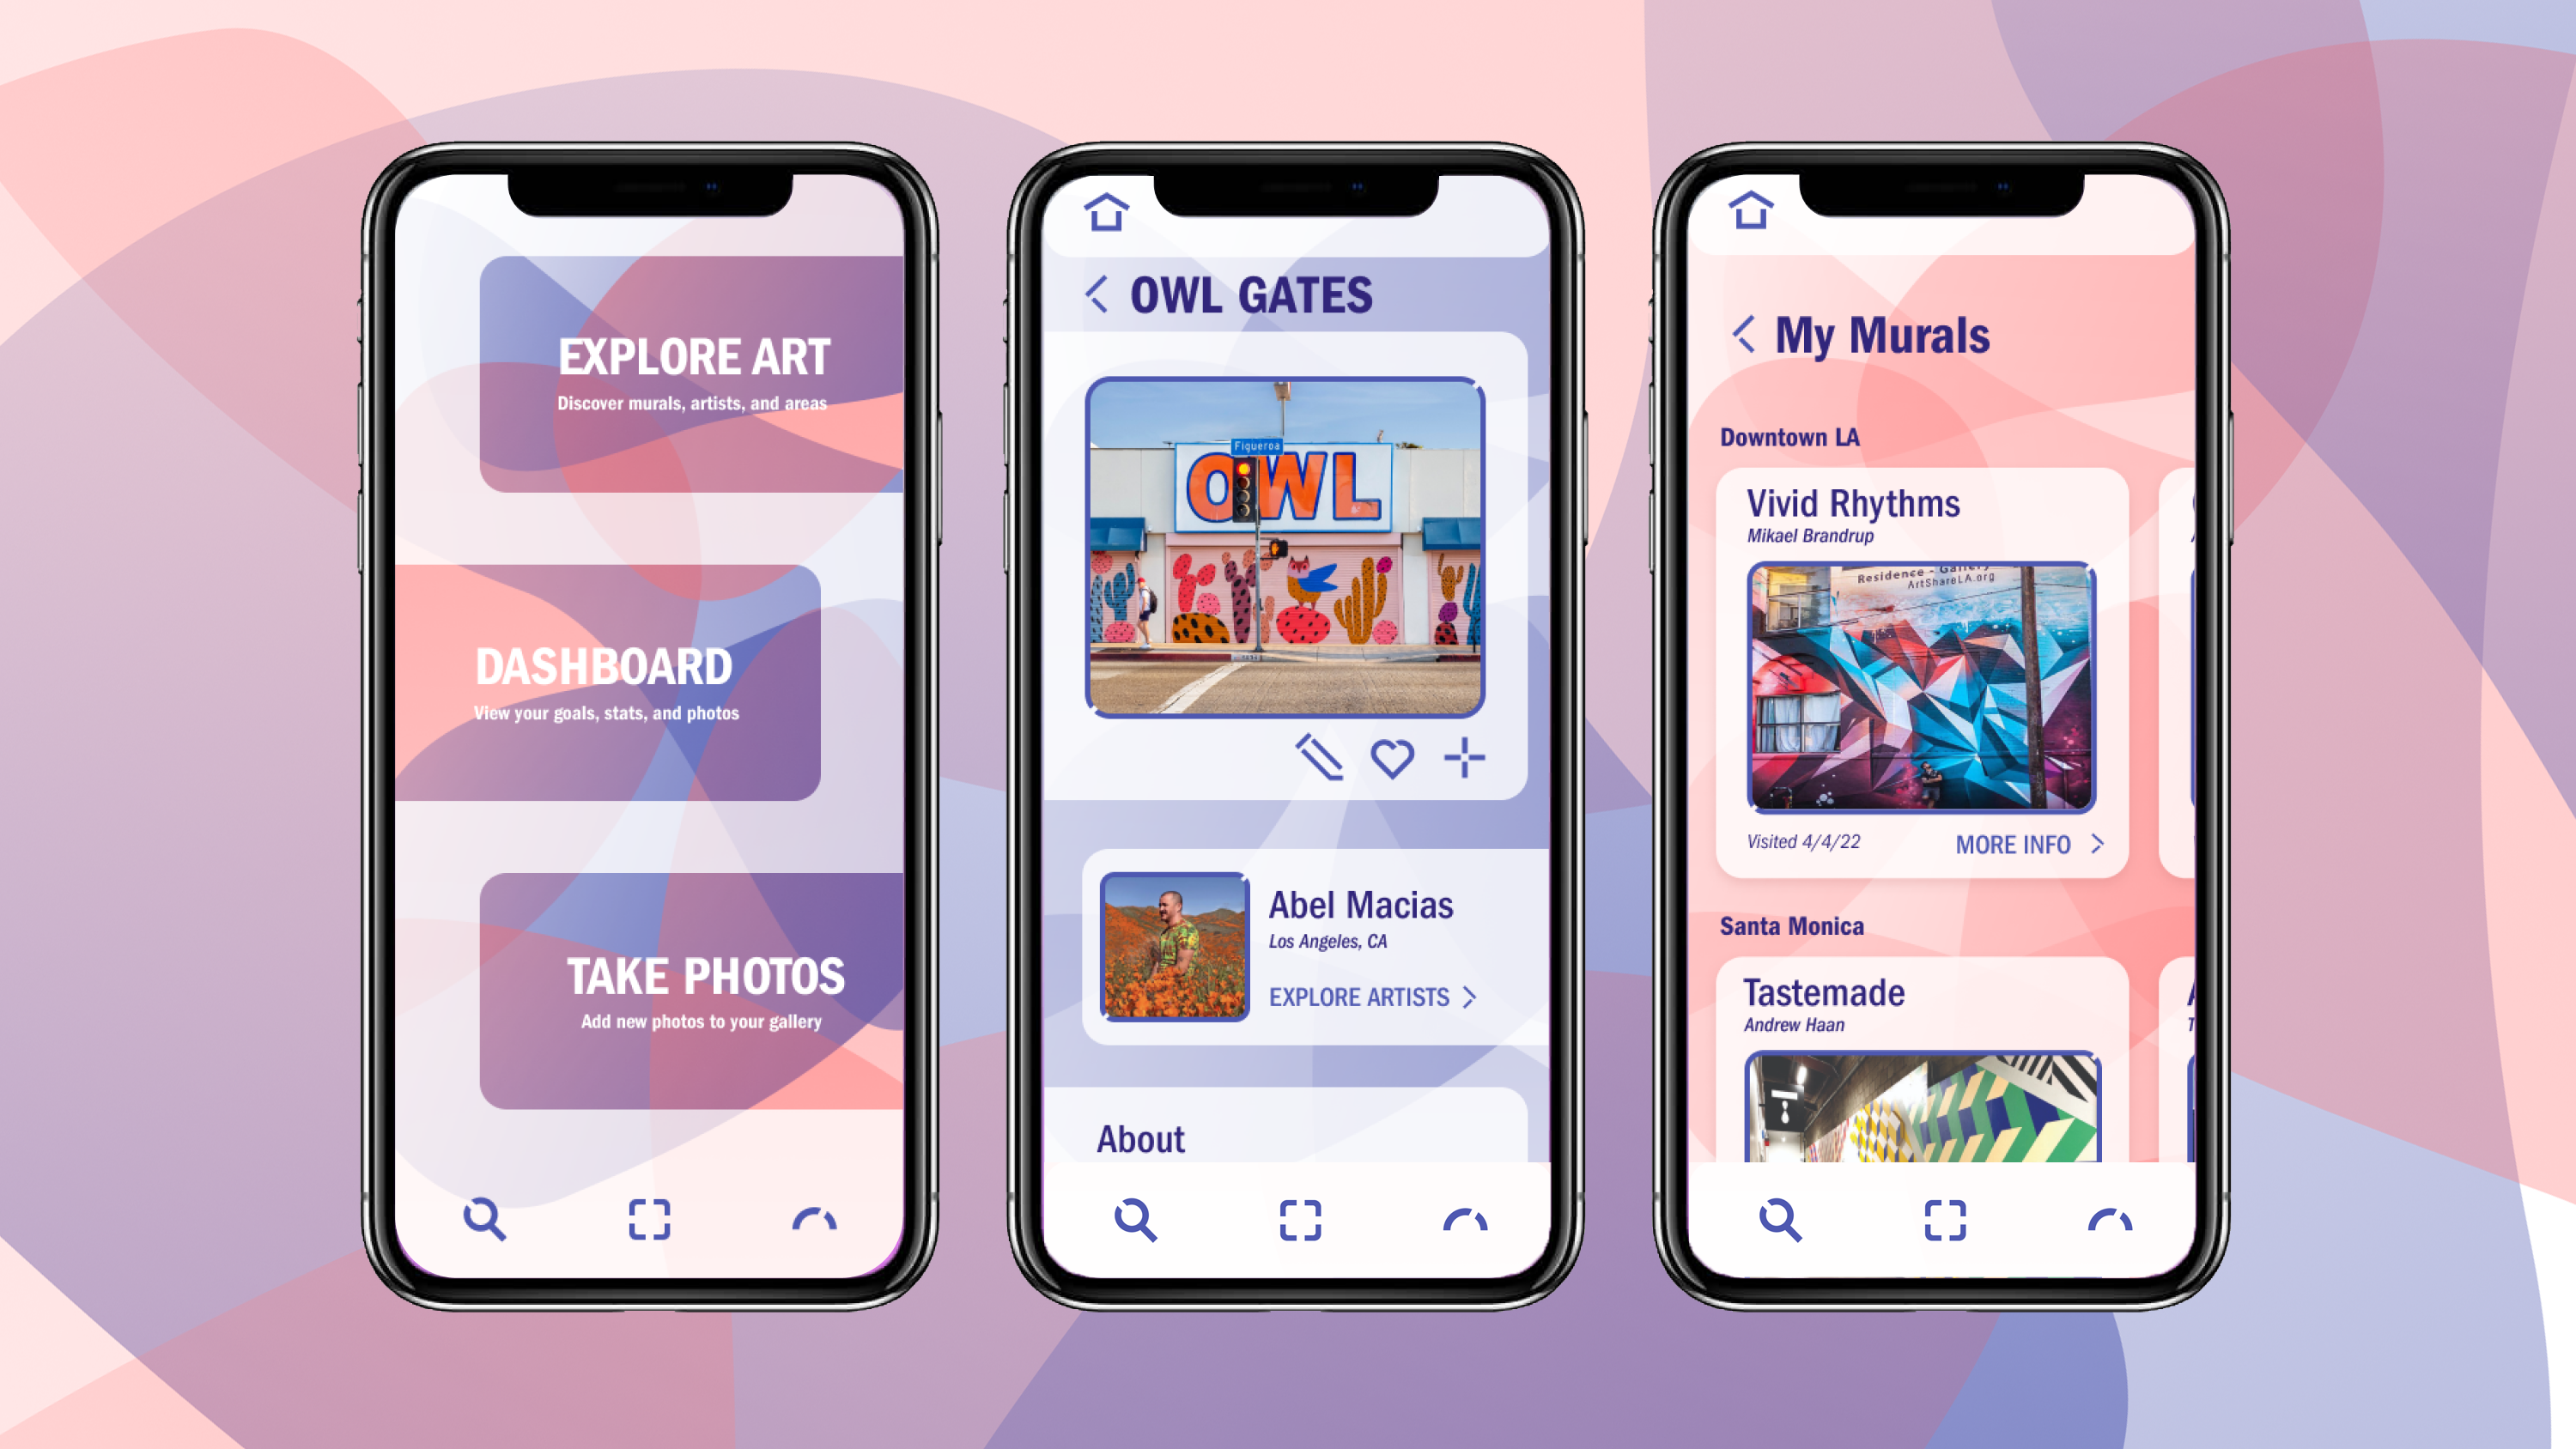 EXPLORE ART
Discover murals, artists, and areas
DASHBOARD
View your goals, stats, and photos
TAKE PHOTOS
Add new photos to your gallery
OWL GATES
Figueroa
OWL
Abel Macias
Los Angeles, CA
EXPLORE ARTISTS
About
My Murals
Downtown LA
Vivid Rhythms
Mikael Brandrup
Residence - Gallery
ArtShareLA.org
Visited 4/4/22
MORE INFO
Santa Monica
Tastemade
Andrew Haan